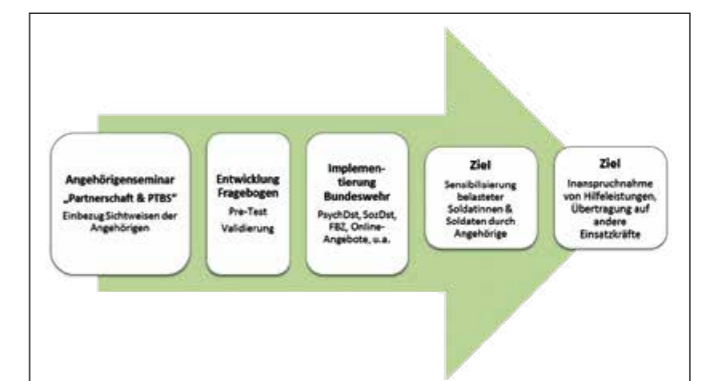 Angehörigenseminar
„Partnerschaft & PTBS"
Einbezug Sichtweisen der
Angehörigen
Entwicklung
Fragebogen
Pre-Test
Validierung
Implemen-
tierung
Bundeswehr
PsychDst, SozDst,
FBZ, Online-
Angebote, u.a.
Ziel
Sensibilisierung
belasteter
Soldatinnen &
Soldaten durch
Angehörige
Ziel
Inanspruchnahme
von Hilfeleistungen,
Übertragung auf
andere
Einsatzkräfte